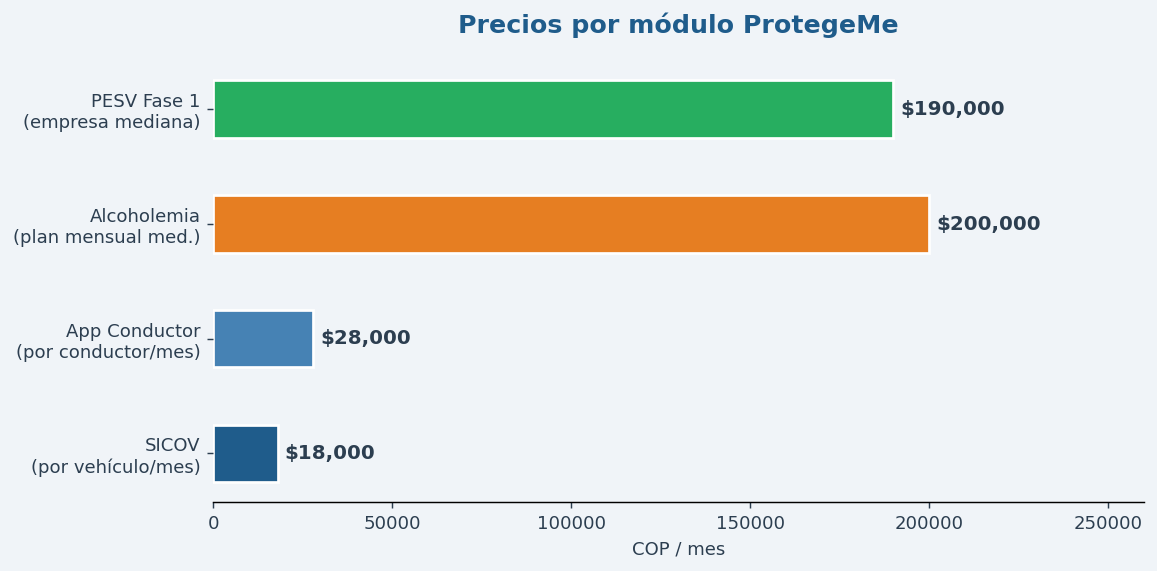 Precios por módulo ProtegeMe
PESV Fase 1
(empresa mediana)
$190,000
Alcoholemia
(plan mensual med.)
$200,000
App Conductor
(por conductor/mes)
$28,000
SICOV
(por vehículo/mes)
$18,000
0 50000 100000 150000 200000 250000
COP / mes